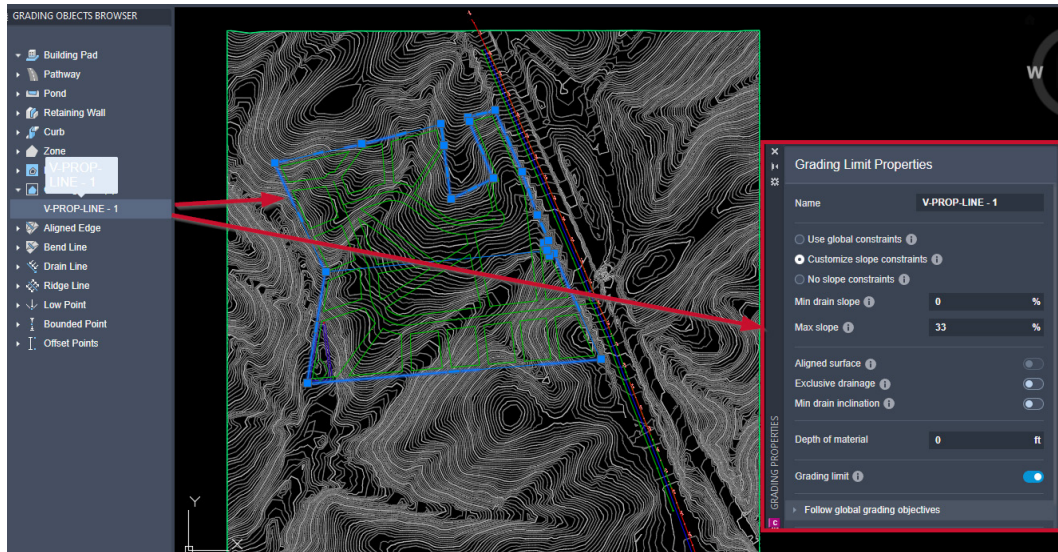 GRADING OBJECTS BROWSER
Building Pad
Pathway
Pond
Retaining Wall
Curb
Zone
V-PROP-
LINE - 1
V-PROP-LINE - 1
Aligned Edge
Bend Line
Drain Line
Ridge Line
Low Point
Bounded Point
Offset Points
Y
X
W
Grading Limit Properties
Name V-PROP-LINE - 1
Use global constraints
Customize slope constraints
No slope constraints
Min drain slope 0 %
Max slope 33 %
Aligned surface
Exclusive drainage
Min drain inclination
Depth of material 0 ft
Grading limit
Follow global grading objectives
GRADING PROPERTIES
C